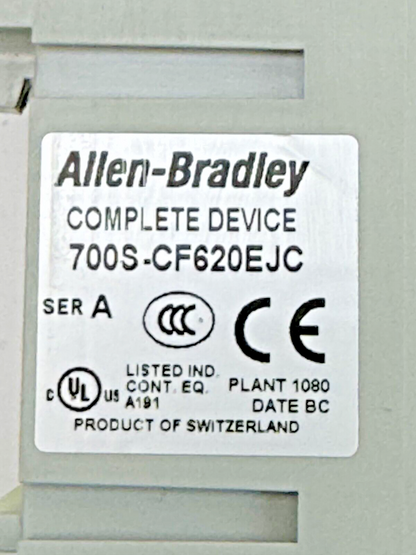 Allen-Bradley
COMPLETE DEVICE
700S-CF620EJC
SER A
CCC
CE
C UL US
LISTED IND.
CONT. EQ.
A191
PLANT 1080
DATE BC
PRODUCT OF SWITZERLAND